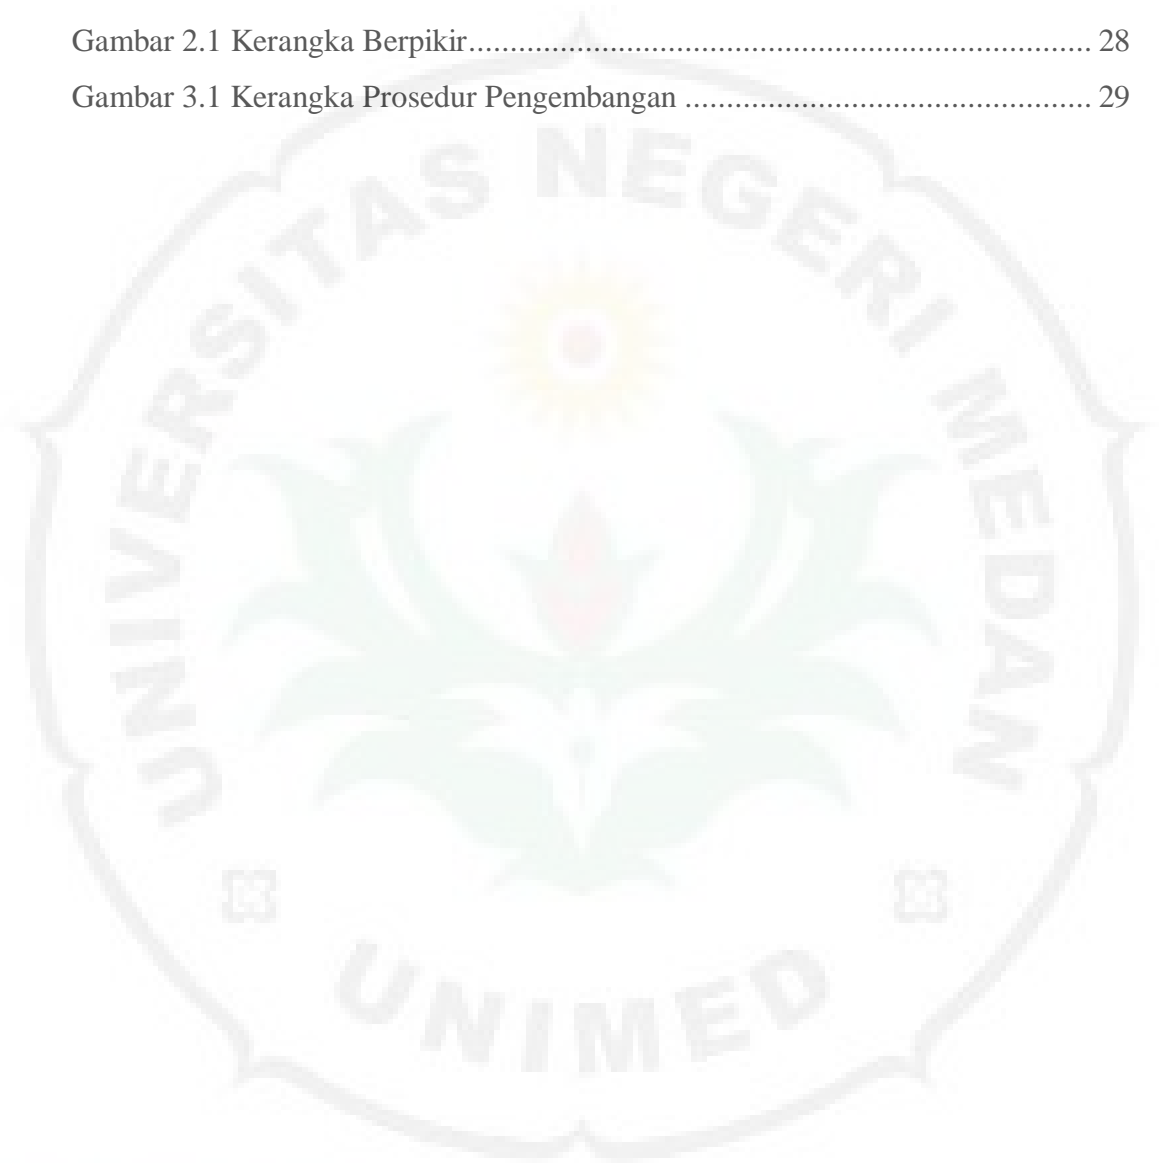 Gambar 2.1 Kerangka Berpikir........................................................................... 28
Gambar 3.1 Kerangka Prosedur Pengembangan ................................................. 29
UNIVERSITAS NEGERI MEDAN
UNIMED